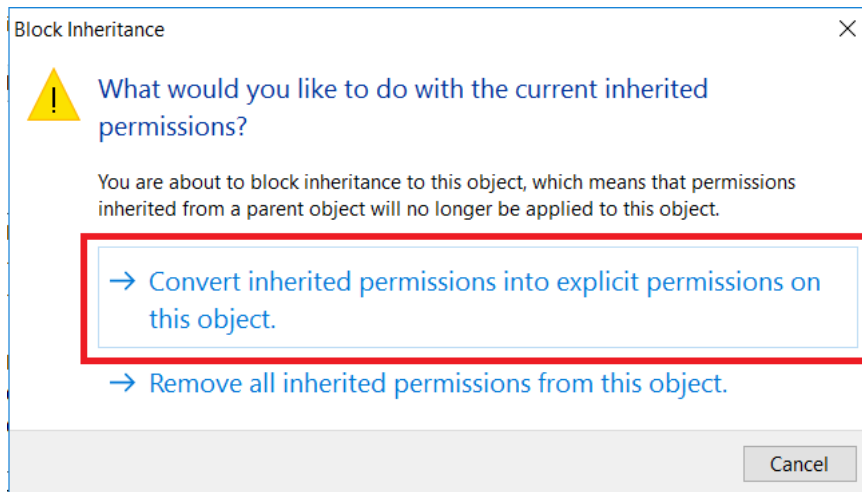 Block Inheritance
What would you like to do with the current inherited
permissions?
You are about to block inheritance to this object, which means that permissions
inherited from a parent object will no longer be applied to this object.
→ Convert inherited permissions into explicit permissions on
this object.
→ Remove all inherited permissions from this object.
Cancel